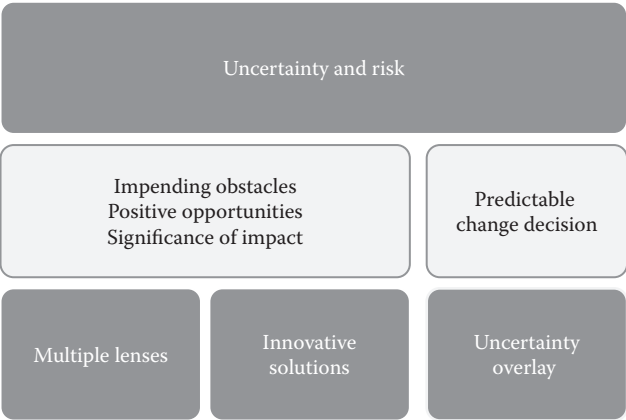 Uncertainty and risk
Impending obstacles
Positive opportunities
Significance of impact
Predictable
change decision
Multiple lenses
Innovative
solutions
Uncertainty
overlay